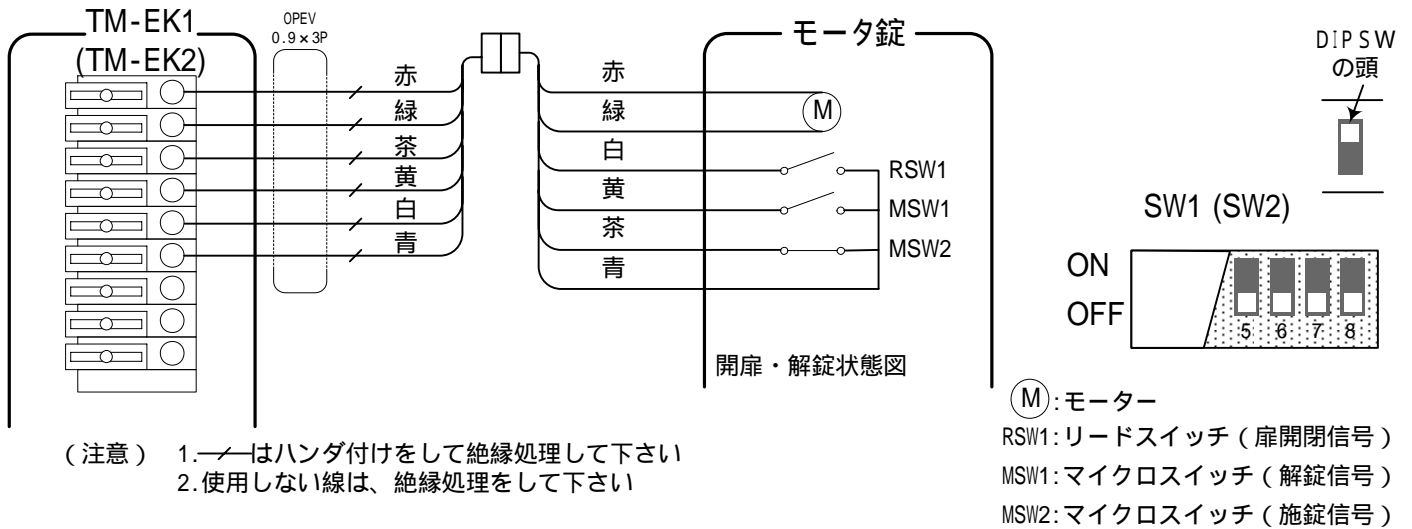 TM-EK1
(TM-EK2)
OPEV
0.9×3P
赤
緑
茶
黄
白
青
赤
緑
白
黄
茶
青
モータ錠
M
RSW1
MSW1
MSW2
開扉・解錠状態図
DIPSW
の頭
SW1 (SW2)
ON
OFF
5 6 7 8
M:モーター
RSW1:リードスイッチ(扉開閉信号)
MSW1:マイクロスイッチ(解錠信号)
MSW2:マイクロスイッチ(施錠信号)
(注意) 1.はハンダ付けをして絶縁処理して下さい
2.使用しない線は、絶縁処理をして下さい